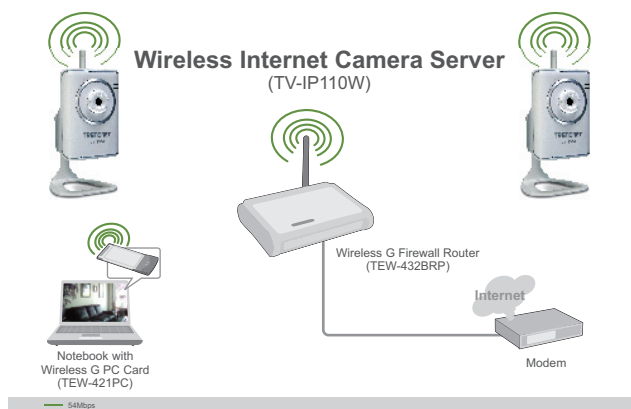 Wireless Internet Camera Server
(TV-IP110W)
TRENDnet
Wireless G Firewall Router
(TEW-432BRP)
Internet
Notebook with
Wireless G PC Card
(TEW-421PC)
Modem
54Mbps